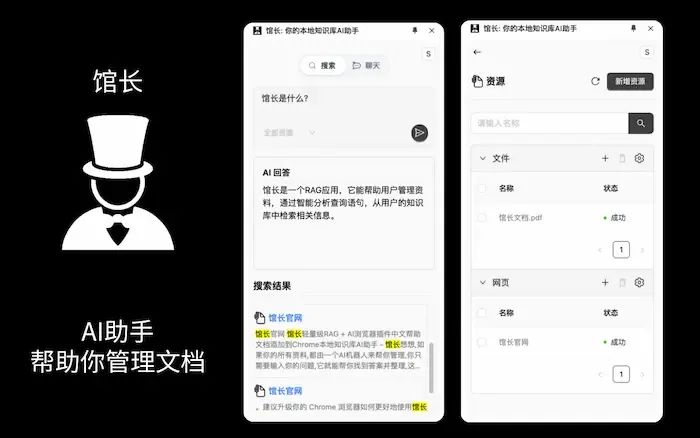 馆长
AI助手
帮助你管理文档
馆长: 你的本地知识库AI助手
S
搜索
聊天
馆长是什么?
全部资源
AI 回答
馆长是一个RAG应用，它能帮助用户管理资
料，通过智能分析查询语句，从用户的知识
库中检索相关信息。
搜索结果
馆长官网
馆长官网 馆长轻量级RAG + AI浏览器插件中文帮助
文档添加到Chrome本地知识库AI助手 - 馆长想想,如
果你的所有资料,都由一个AI机器人来帮你管理,你只
需要输入你的问题,它就能帮你找到答案并整理,这...
馆长官网
。建议升级你的 Chrome 浏览器如何更好地使用馆长
馆长: 你的本地知识库AI助手
S
资源
新增资源
请输入名称
文件
名称
状态
馆长文档.pdf
成功
1
网页
名称
状态
馆长官网
成功
1